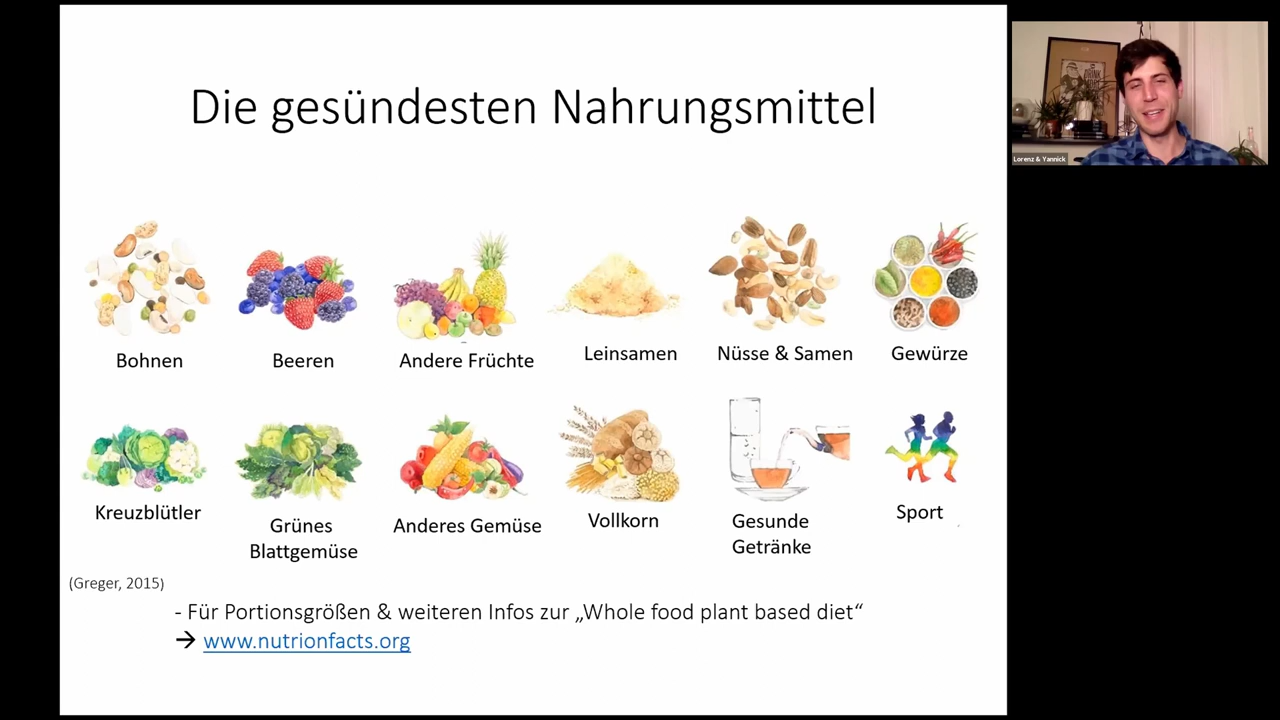 Die gesündesten Nahrungsmittel
Bohnen
Beeren
Andere Früchte
Leinsamen
Nüsse & Samen
Gewürze
Kreuzblütler
Grünes
Blattgemüse
Anderes Gemüse
Vollkorn
Gesunde
Getränke
Sport
(Greger, 2015)
- Für Portionsgrößen & weiteren Infos zur „Whole food plant based diet“
→ www.nutrionfacts.org
Lorenz & Yannick